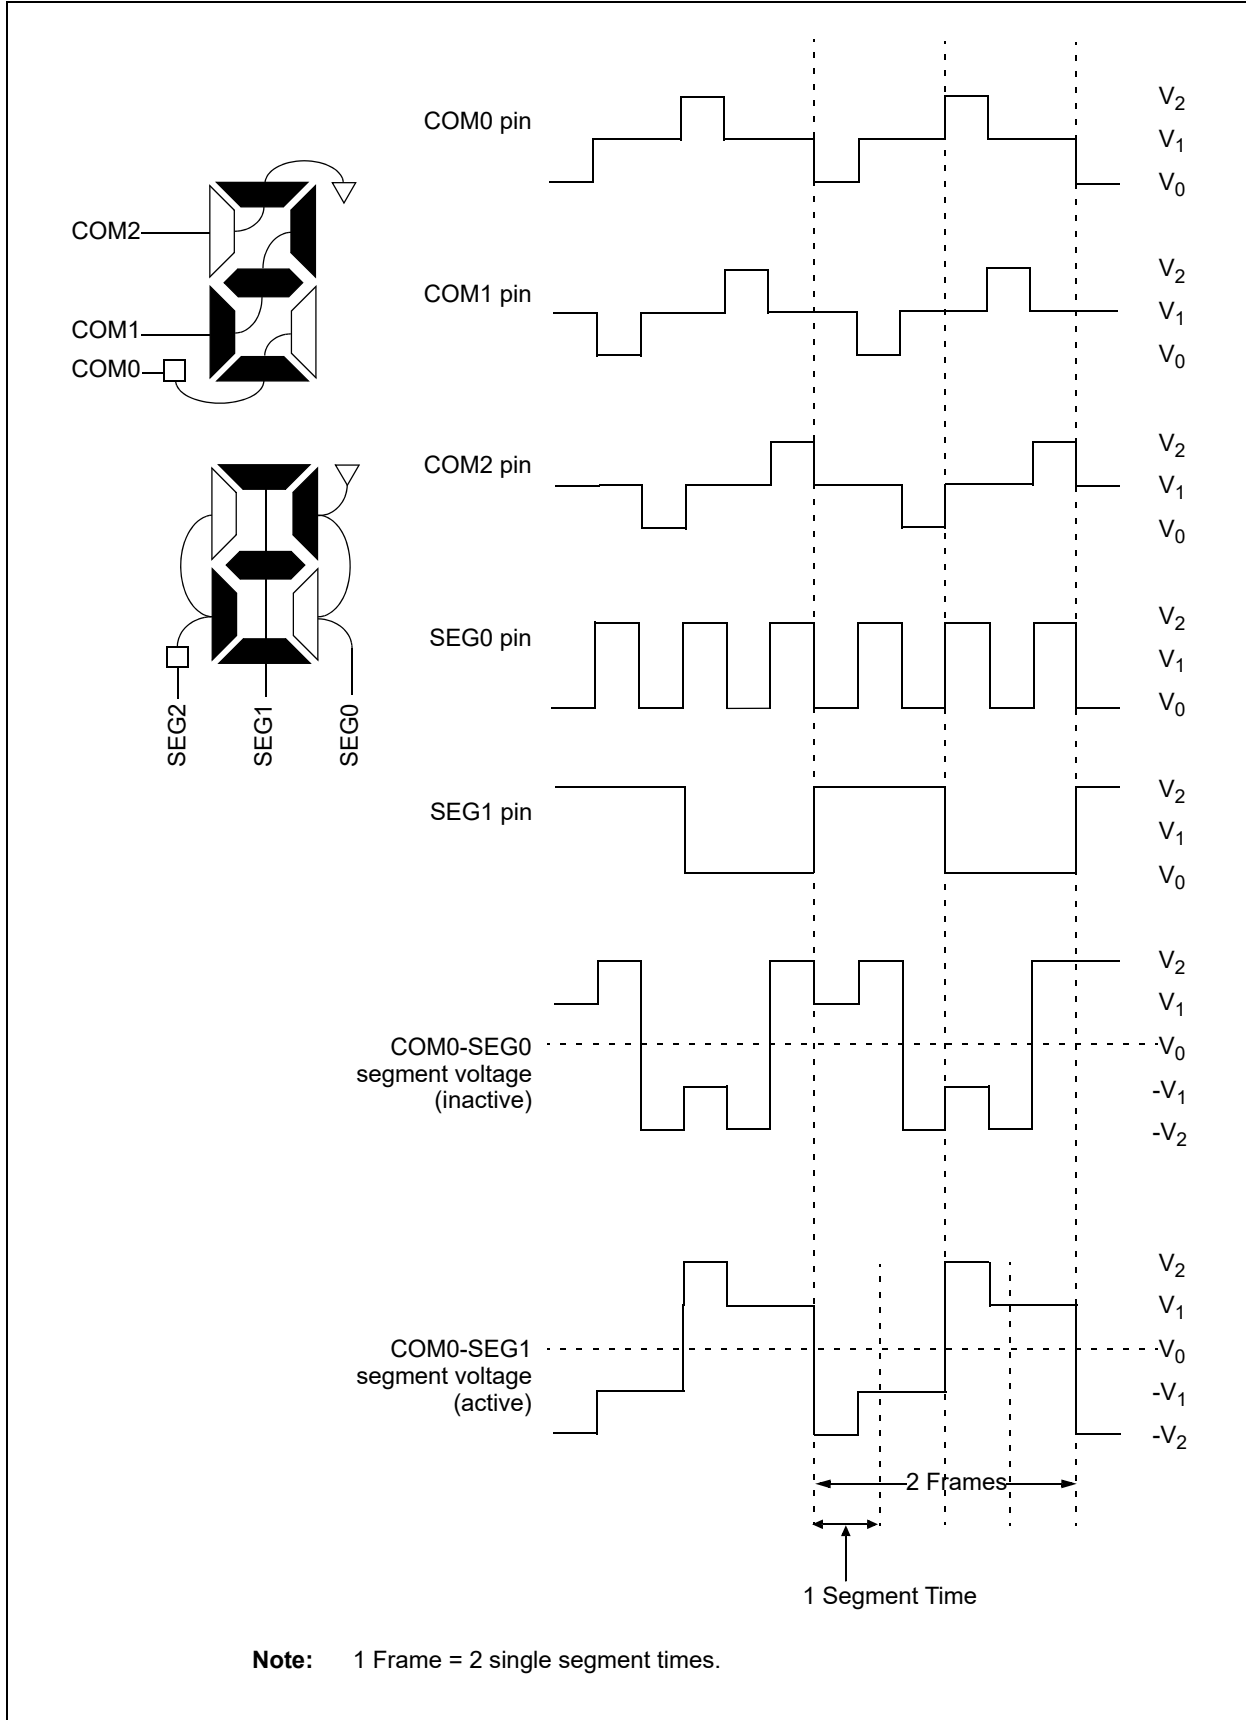 COM0 pin
V2
V1
V0
COM2
COM1
COM0
COM1 pin
V2
V1
V0
COM2 pin
V2
V1
V0
SEG2
SEG1
SEG0
SEG0 pin
V2
V1
V0
SEG1 pin
V2
V1
V0
COM0-SEG0
segment voltage
(inactive)
V2
V1
V0
-V1
-V2
COM0-SEG1
segment voltage
(active)
V2
V1
V0
-V1
-V2
2 Frames
1 Segment Time
Note: 1 Frame = 2 single segment times.